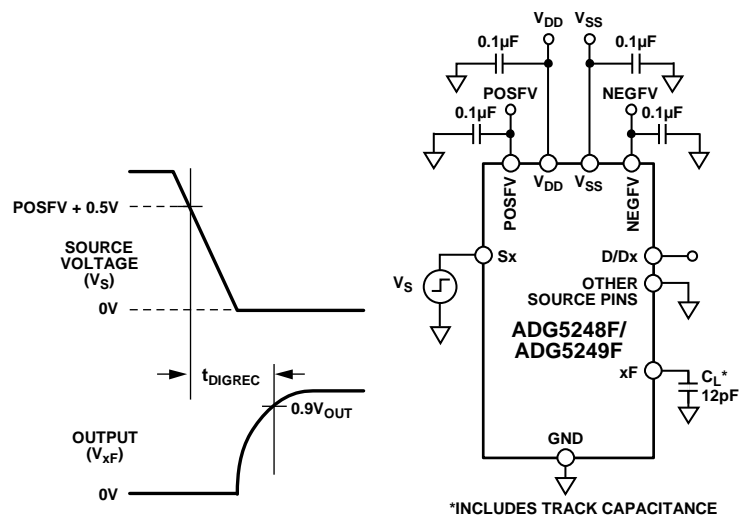 V_DD V_SS
0.1µF 0.1µF
POSFV NEGFV
0.1µF 0.1µF
POSFV V_DD V_SS NEGFV
POSFV + 0.5V
SOURCE
VOLTAGE
(V_S)
0V
t_DIGREC
0.9V_OUT
OUTPUT
(V_xF)
0V
Sx D/Dx
V_S
OTHER
SOURCE PINS
ADG5248F/
ADG5249F
xF
C_L*
12pF
GND
*INCLUDES TRACK CAPACITANCE